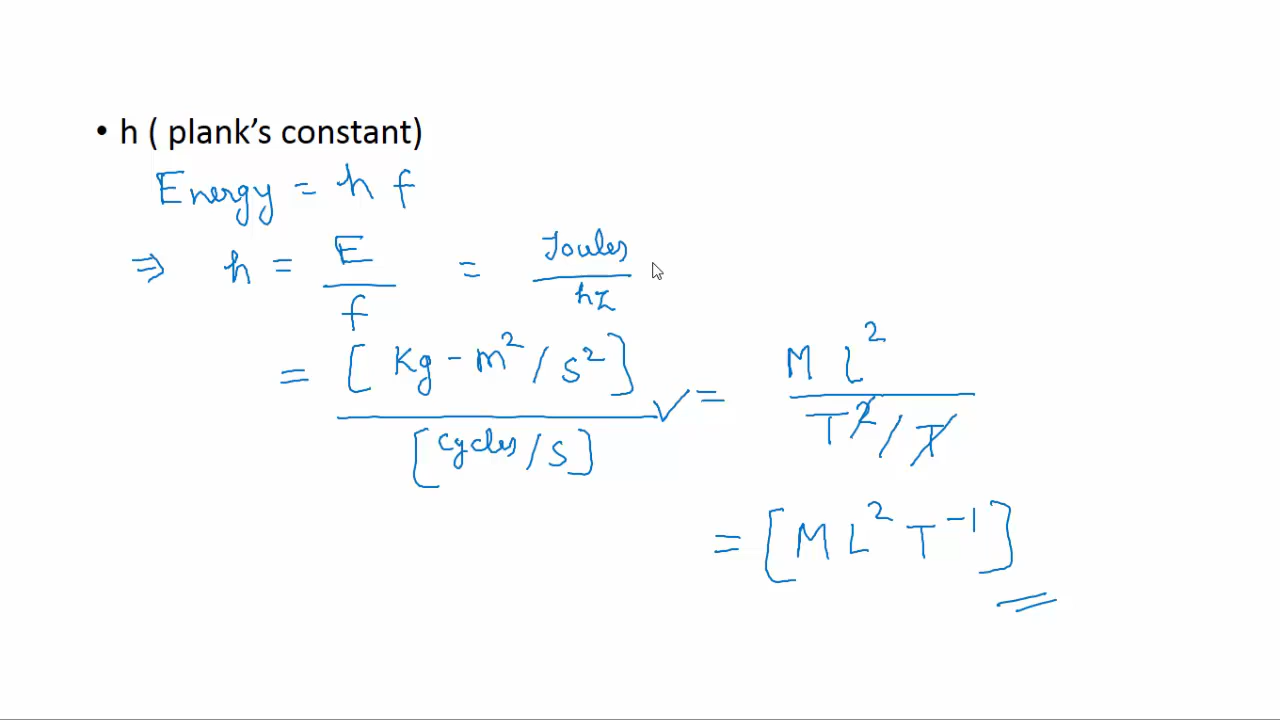 • h ( plank’s constant)
Energy = h f
⇒ h = E / f = Joules / hz
= [Kg - m² / s²] / [cycles / s] ✓ = M L² / T² / T
= [M L² T⁻¹]